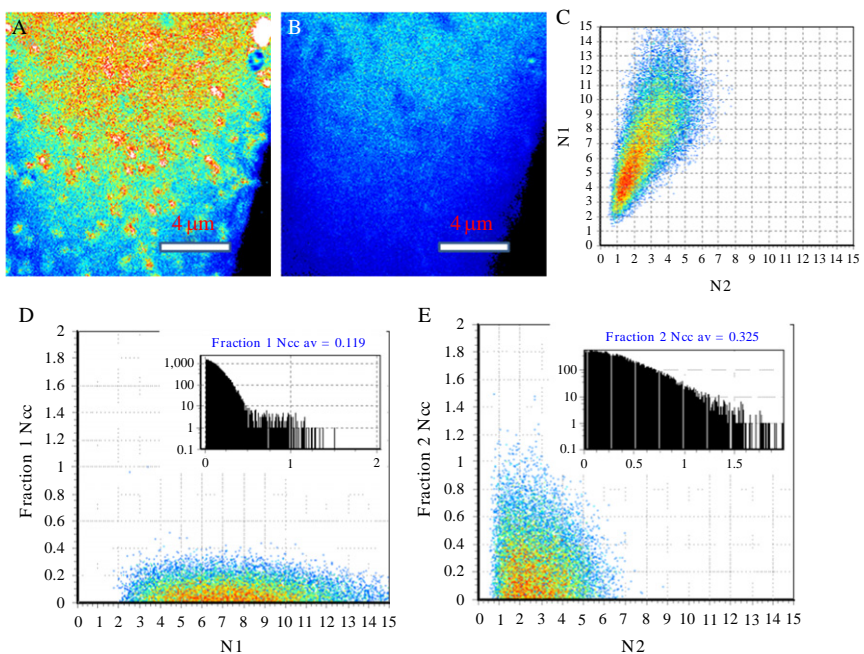 A
4 μm
B
4 μm
C
15
14
13
12
11
10
9
8
7
6
5
4
3
2
1
0
N1
0 1 2 3 4 5 6 7 8 9 10 11 12 13 14 15
N2
D
2
1.8
1.6
1.4
1.2
1
0.8
0.6
0.4
0.2
0
Fraction 1 Ncc
Fraction 1 Ncc av = 0.119
1,000
100
10
1
0.1
0 1 2
0 1 2 3 4 5 6 7 8 9 10 11 12 13 14 15
N1
E
2
1.8
1.6
1.4
1.2
1
0.8
0.6
0.4
0.2
0
Fraction 2 Ncc
Fraction 2 Ncc av = 0.325
100
10
1
0.1
0 0.5 1 1.5
0 1 2 3 4 5 6 7 8 9 10 11 12 13 14 15
N2